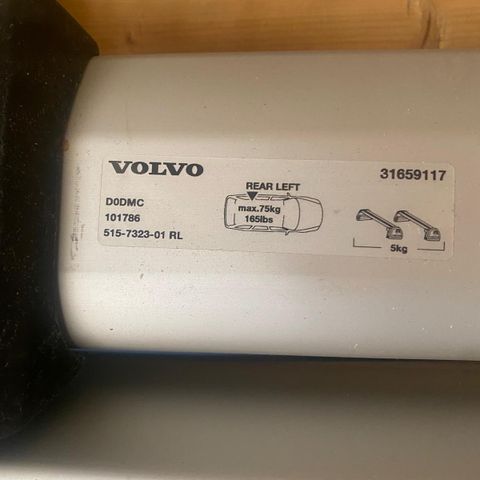 VOLVO
31659117
REAR LEFT
D0DMC
max.75kg
101786
165lbs
515-7323-01 RL
5kg